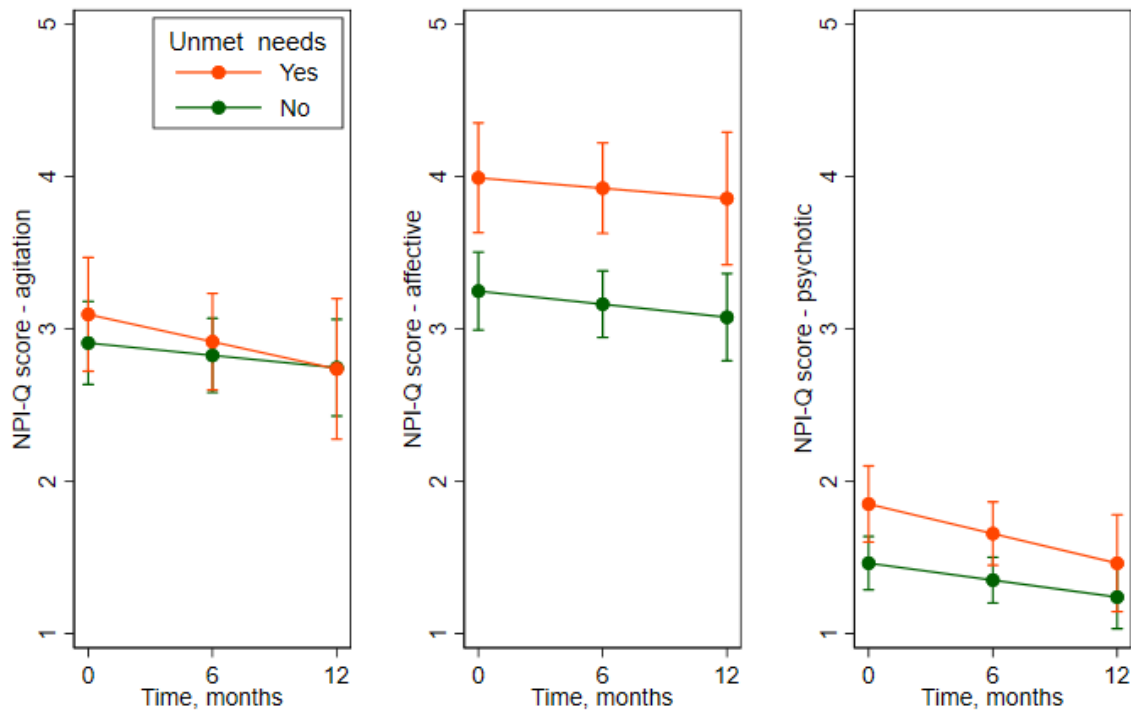 Unmet needs
Yes
No
NPI-Q score - agitation
5
4
3
2
1
0 6 12
Time, months
NPI-Q score - affective
5
4
3
2
1
0 6 12
Time, months
NPI-Q score - psychotic
5
4
3
2
1
0 6 12
Time, months